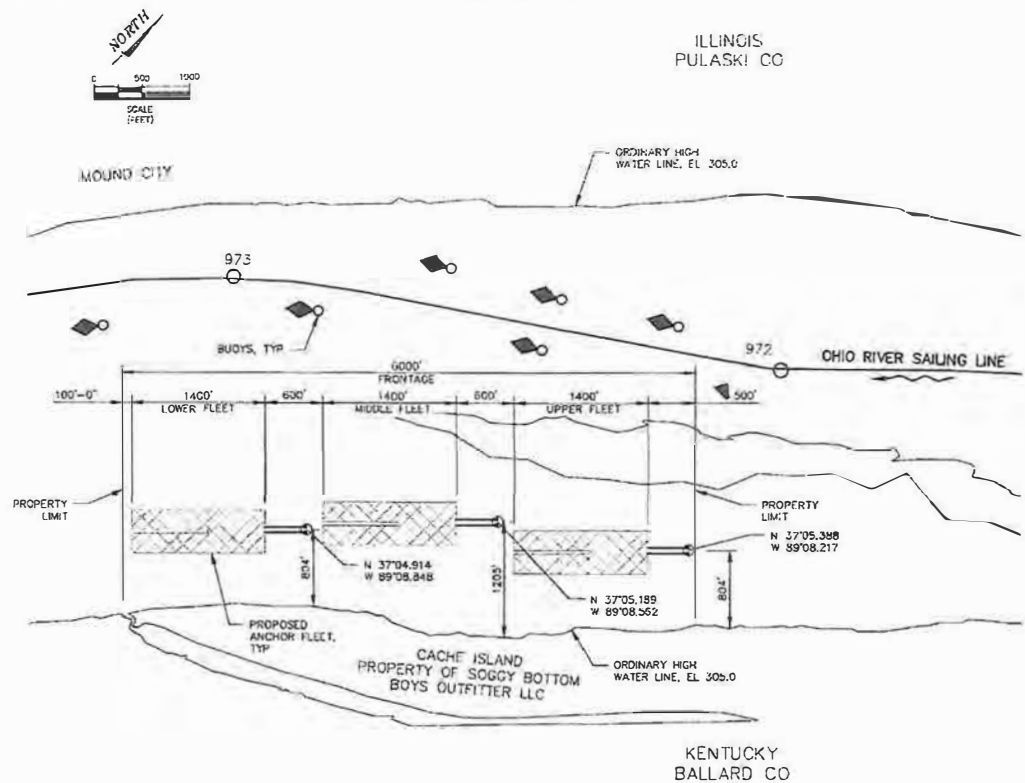 NORTH
0 500 1000
SCALE
(FEET)
ILLINOIS
PULASKI CO
MOUND CITY
ORDINARY HIGH
WATER LINE, EL 305.0
973
BUOYS, TYP
972
OHIO RIVER SAILING LINE
6000'
FRONTAGE
100'-0" 1400' 600' 1400' 600' 1400' 500'
LOWER FLEET MIDDLE FLEET UPPER FLEET
PROPERTY
LIMIT
PROPERTY
LIMIT
804'
N 37°04.914
W 89°08.848
1205'
N 37°05.189
W 89°08.562
804'
N 37°05.388
W 89°08.217
PROPOSED
ANCHOR FLEET,
TYP
CACHE ISLAND
PROPERTY OF SOGGY BOTTOM
BOYS OUTFITTER LLC
ORDINARY HIGH
WATER LINE, EL 305.0
KENTUCKY
BALLARD CO